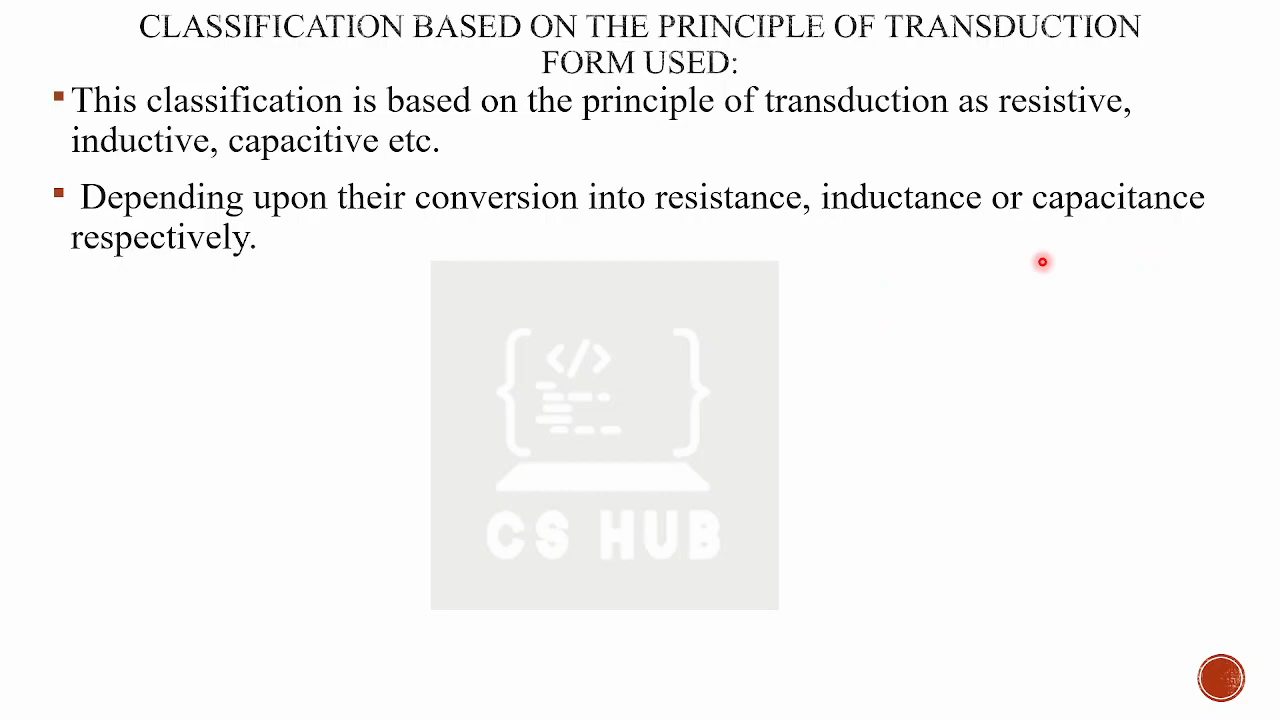 CLASSIFICATION BASED ON THE PRINCIPLE OF TRANSDUCTION
FORM USED:
This classification is based on the principle of transduction as resistive,
inductive, capacitive etc.
Depending upon their conversion into resistance, inductance or capacitance
respectively.
</>
CS HUB